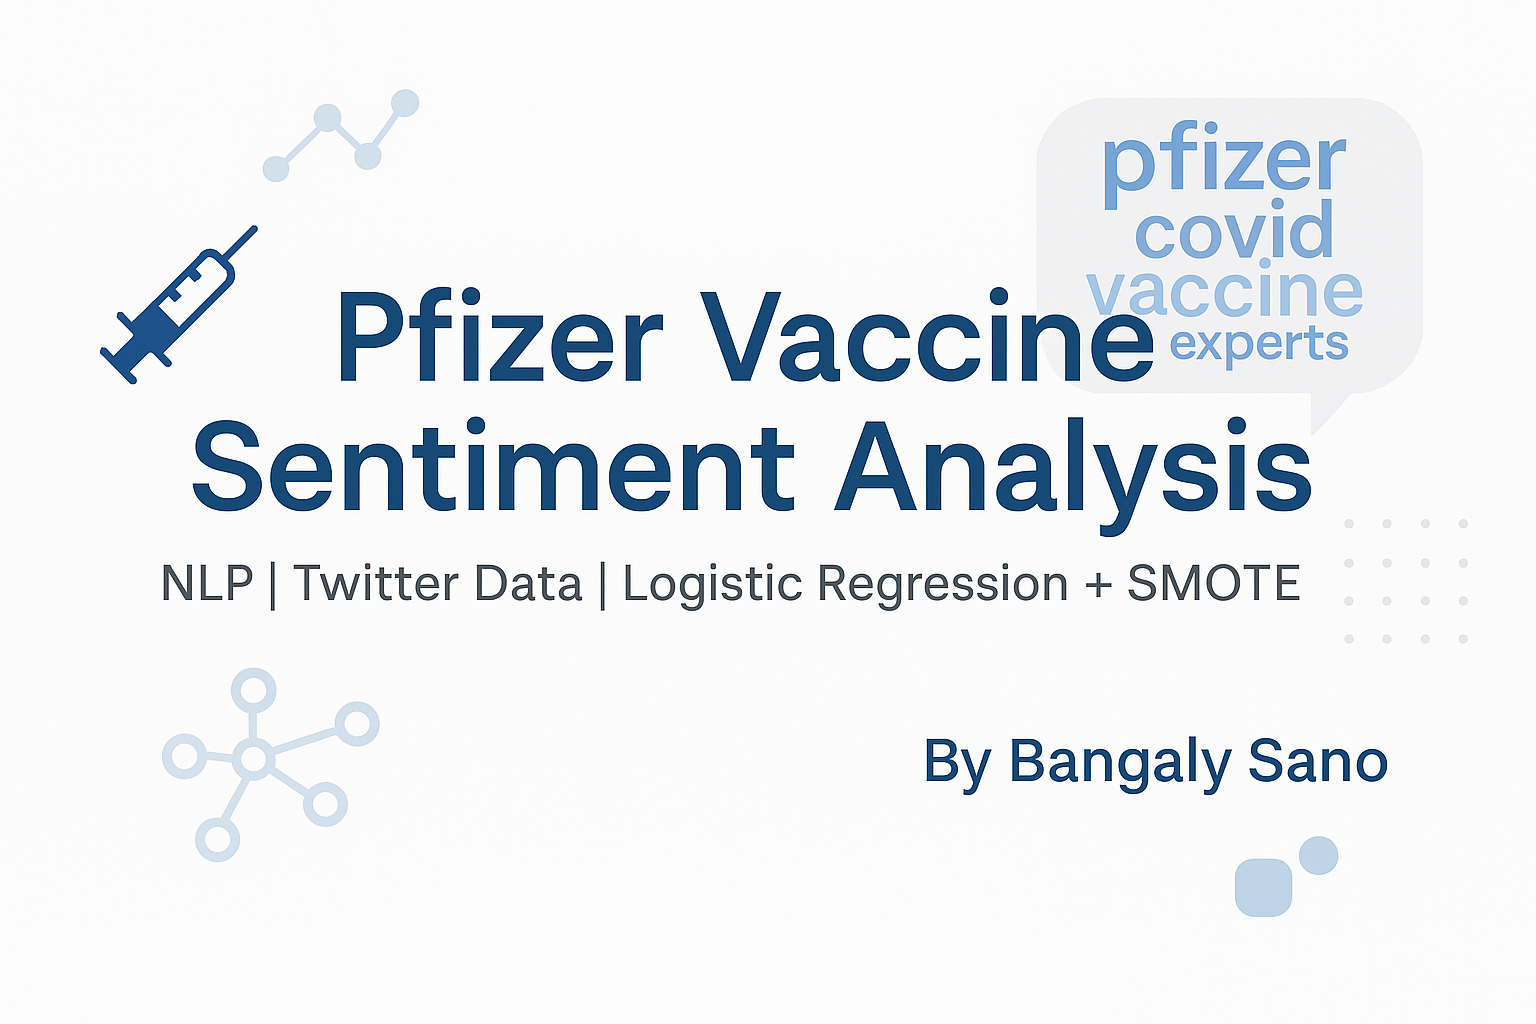 pfizer
covid
vaccine
experts
Pfizer Vaccine
Sentiment Analysis
NLP | Twitter Data | Logistic Regression + SMOTE
By Bangaly Sano